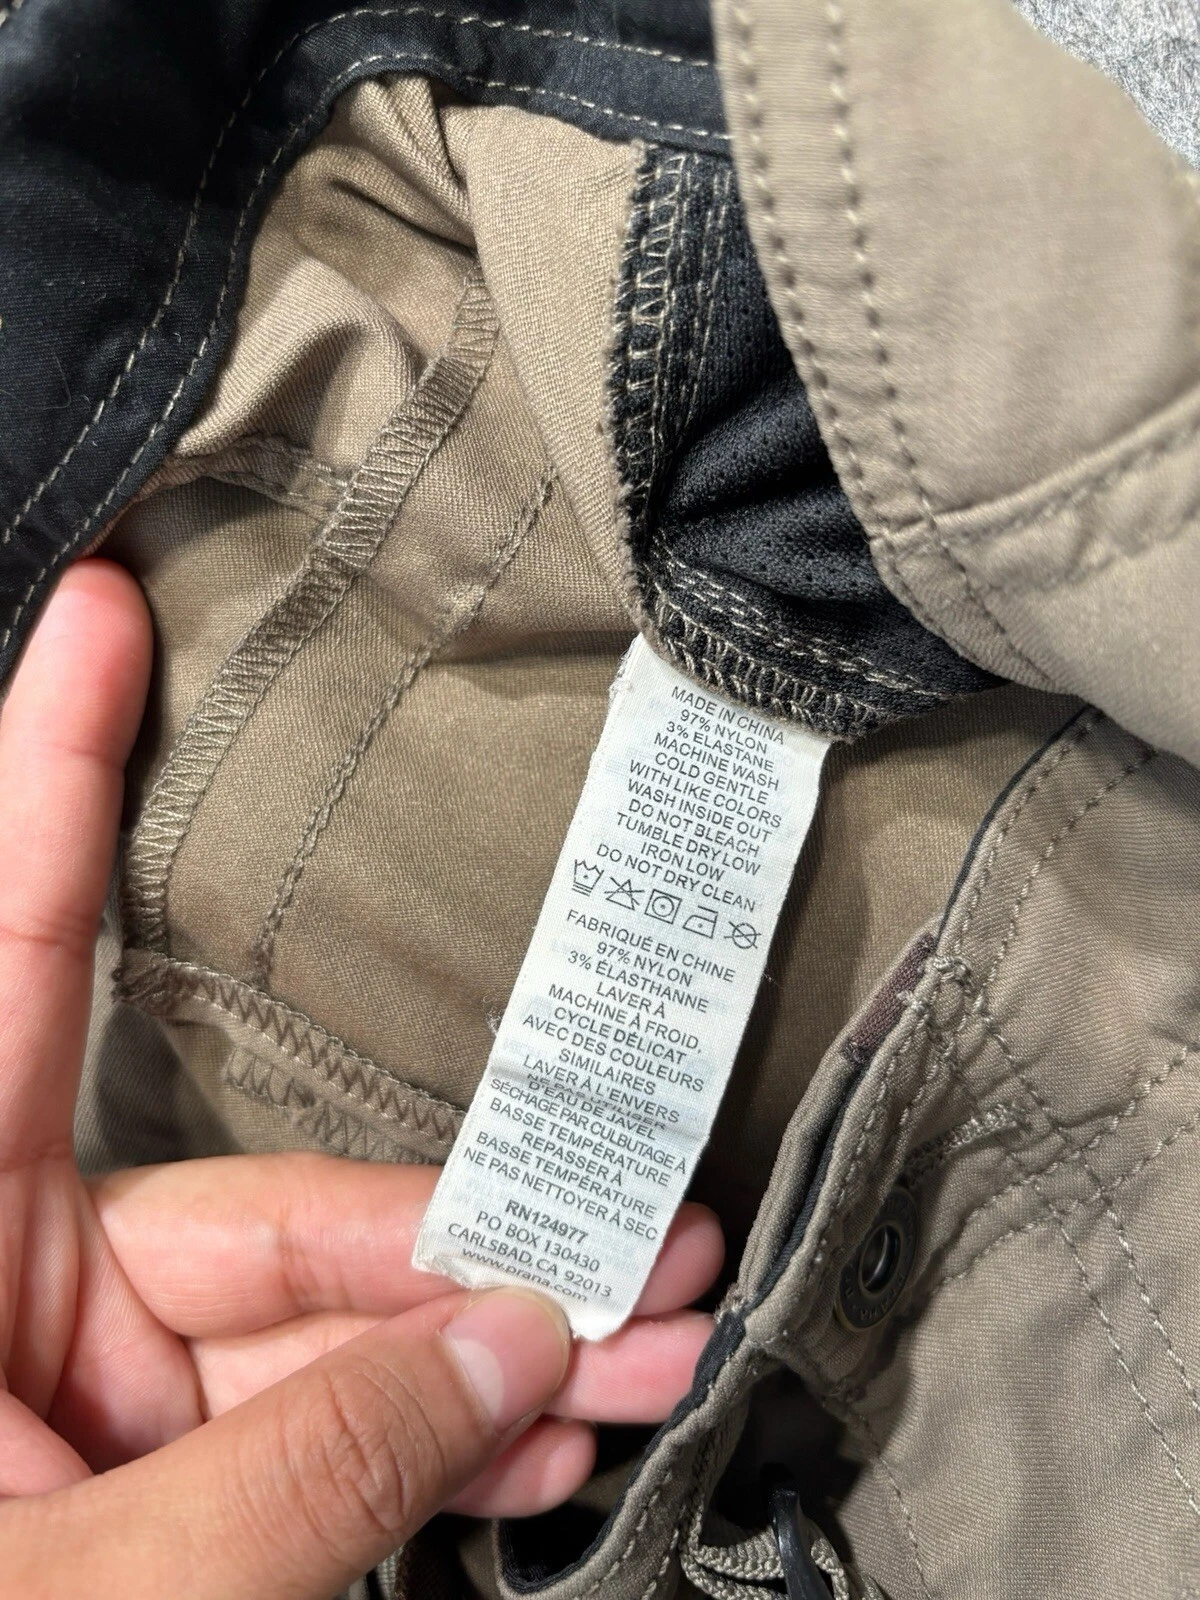 MADE IN CHINA
97% NYLON
3% ELASTANE
MACHINE WASH
COLD GENTLE
WITH LIKE COLORS
WASH INSIDE OUT
DO NOT BLEACH
TUMBLE DRY LOW
IRON LOW
DO NOT DRY CLEAN
FABRIQUÉ EN CHINE
97% NYLON
3% ÉLASTHANNE
LAVER À
MACHINE À FROID,
CYCLE DÉLICAT
AVEC DES COULEURS
SIMILAIRES
LAVER À L'ENVERS
NE PAS UTILISER
D'EAU DE JAVEL
SÉCHAGE PAR CULBUTAGE À
BASSE TEMPÉRATURE
REPASSER À
BASSE TEMPÉRATURE
NE PAS NETTOYER À SEC
RN124977
PO BOX 130430
CARLSBAD, CA 92013
www.prana.com